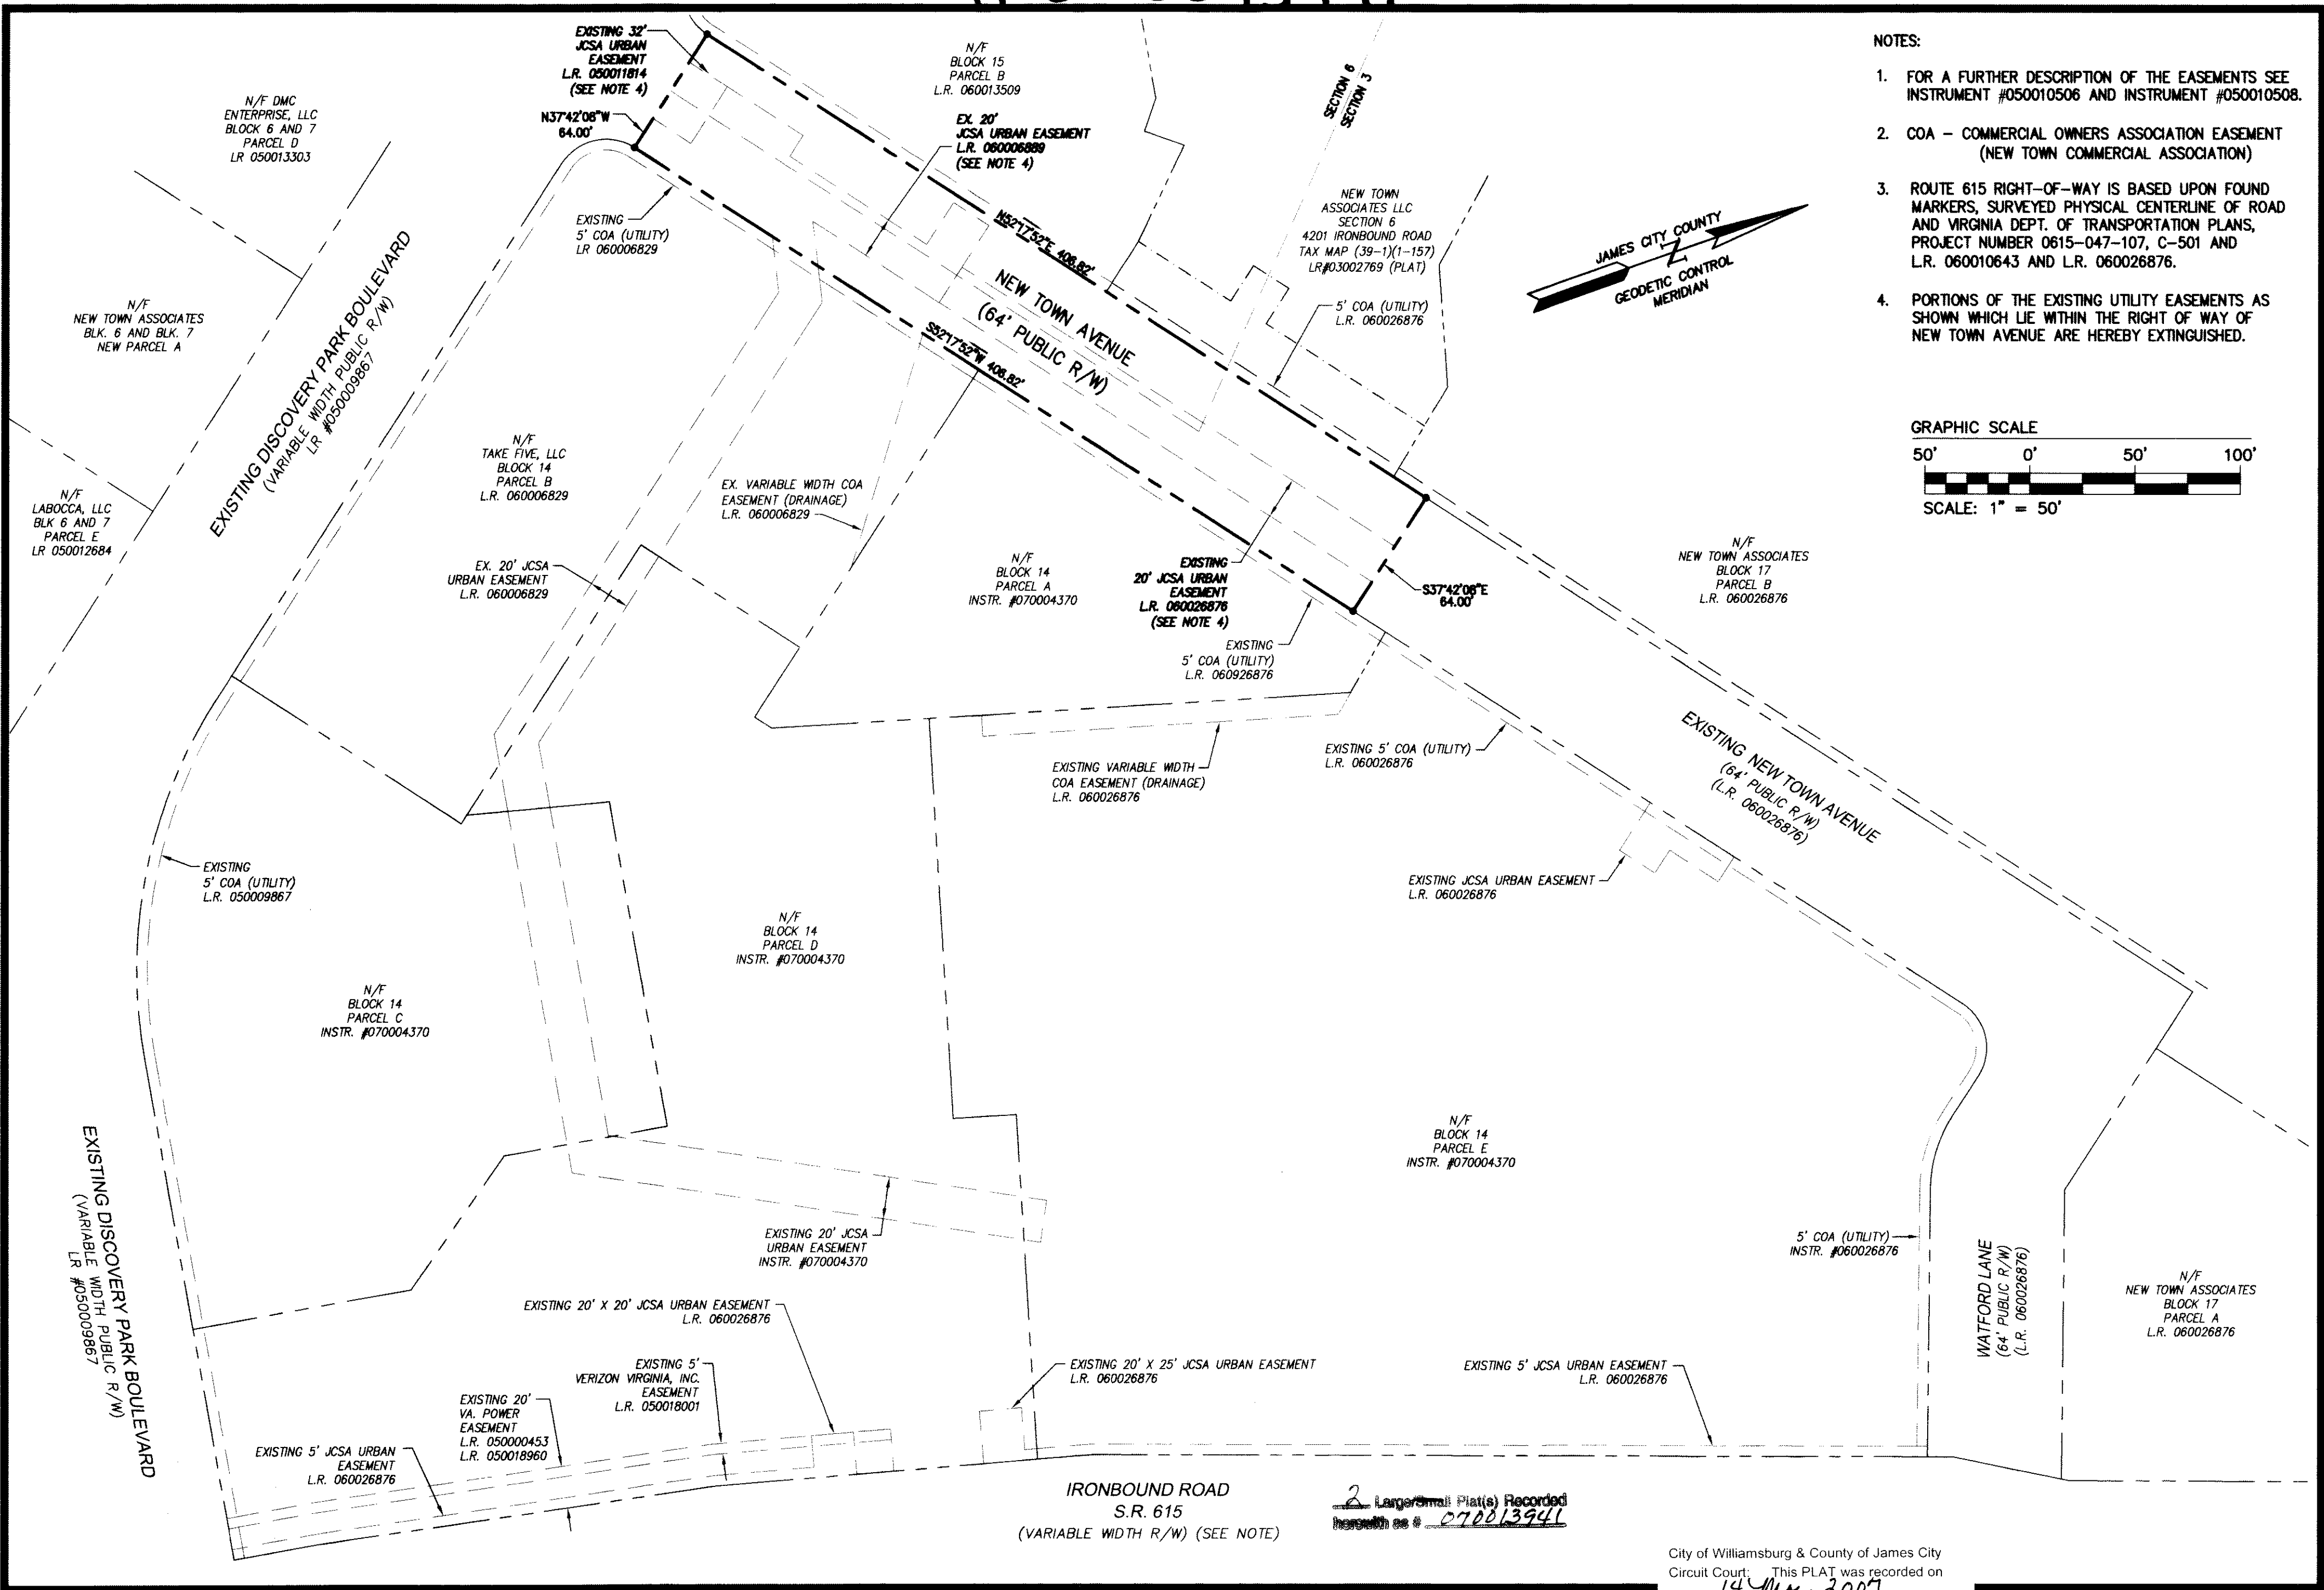 EXISTING 32'
JCSA URBAN
EASEMENT
L.R. 050011814
(SEE NOTE 4)
N37°42'08"W
64.00'
N/F DMC
ENTERPRISE, LLC
BLOCK 6 AND 7
PARCEL D
LR 050013303
N/F
BLOCK 15
PARCEL B
L.R. 060013509
EX. 20'
JCSA URBAN EASEMENT
L.R. 060006889
(SEE NOTE 4)
SECTION 6
SECTION 3
EXISTING
5' COA (UTILITY)
LR 060006829
N/F
NEW TOWN ASSOCIATES
BLK. 6 AND BLK. 7
NEW PARCEL A
EXISTING DISCOVERY PARK BOULEVARD
(VARIABLE WIDTH PUBLIC R/W)
LR #050009867
N52°17'52"E 406.82'
NEW TOWN AVENUE
(64' PUBLIC R/W)
S52°17'52"W 406.82'
NEW TOWN
ASSOCIATES LLC
SECTION 6
4201 IRONBOUND ROAD
TAX MAP (39-1)(1-157)
LR#03002769 (PLAT)
5' COA (UTILITY)
L.R. 060026876
JAMES CITY COUNTY
GEODETIC CONTROL
MERIDIAN
NOTES:
1. FOR A FURTHER DESCRIPTION OF THE EASEMENTS SEE
INSTRUMENT #050010506 AND INSTRUMENT #050010508.
2. COA - COMMERCIAL OWNERS ASSOCIATION EASEMENT
(NEW TOWN COMMERCIAL ASSOCIATION)
3. ROUTE 615 RIGHT-OF-WAY IS BASED UPON FOUND
MARKERS, SURVEYED PHYSICAL CENTERLINE OF ROAD
AND VIRGINIA DEPT. OF TRANSPORTATION PLANS,
PROJECT NUMBER 0615-047-107, C-501 AND
L.R. 060010643 AND L.R. 060026876.
4. PORTIONS OF THE EXISTING UTILITY EASEMENTS AS
SHOWN WHICH LIE WITHIN THE RIGHT OF WAY OF
NEW TOWN AVENUE ARE HEREBY EXTINGUISHED.
GRAPHIC SCALE
50' 0' 50' 100'
SCALE: 1" = 50'
N/F
LABOCCA, LLC
BLK 6 AND 7
PARCEL E
LR 050012684
N/F
TAKE FIVE, LLC
BLOCK 14
PARCEL B
L.R. 060006829
EX. VARIABLE WIDTH COA
EASEMENT (DRAINAGE)
L.R. 060006829
EX. 20' JCSA
URBAN EASEMENT
L.R. 060006829
N/F
BLOCK 14
PARCEL A
INSTR. #070004370
EXISTING
20' JCSA URBAN
EASEMENT
L.R. 060026876
(SEE NOTE 4)
S37°42'08"E
64.00'
EXISTING
5' COA (UTILITY)
L.R. 060926876
N/F
NEW TOWN ASSOCIATES
BLOCK 17
PARCEL B
L.R. 060026876
EXISTING VARIABLE WIDTH
COA EASEMENT (DRAINAGE)
L.R. 060026876
EXISTING 5' COA (UTILITY)
L.R. 060026876
EXISTING NEW TOWN AVENUE
(64' PUBLIC R/W)
(L.R. 060026876)
EXISTING
5' COA (UTILITY)
L.R. 050009867
EXISTING JCSA URBAN EASEMENT
L.R. 060026876
N/F
BLOCK 14
PARCEL D
INSTR. #070004370
N/F
BLOCK 14
PARCEL C
INSTR. #070004370
N/F
BLOCK 14
PARCEL E
INSTR. #070004370
EXISTING DISCOVERY PARK BOULEVARD
(VARIABLE WIDTH PUBLIC R/W)
LR #050009867
EXISTING 20' JCSA
URBAN EASEMENT
INSTR. #070004370
5' COA (UTILITY)
INSTR. #060026876
WATFORD LANE
(64' PUBLIC R/W)
(L.R. 060026876)
N/F
NEW TOWN ASSOCIATES
BLOCK 17
PARCEL A
L.R. 060026876
EXISTING 20' X 20' JCSA URBAN EASEMENT
L.R. 060026876
EXISTING 5'
VERIZON VIRGINIA, INC.
EASEMENT
L.R. 050018001
EXISTING 20' X 25' JCSA URBAN EASEMENT
L.R. 060026876
EXISTING 5' JCSA URBAN EASEMENT
L.R. 060026876
EXISTING 20'
VA. POWER
EASEMENT
L.R. 050000453
L.R. 050018960
EXISTING 5' JCSA URBAN
EASEMENT
L.R. 060026876
IRONBOUND ROAD
S.R. 615
(VARIABLE WIDTH R/W) (SEE NOTE)
2 Large/Small Plat(s) Recorded
herewith as # 070013941
City of Williamsburg & County of James City
Circuit Court: This PLAT was recorded on
14 2007